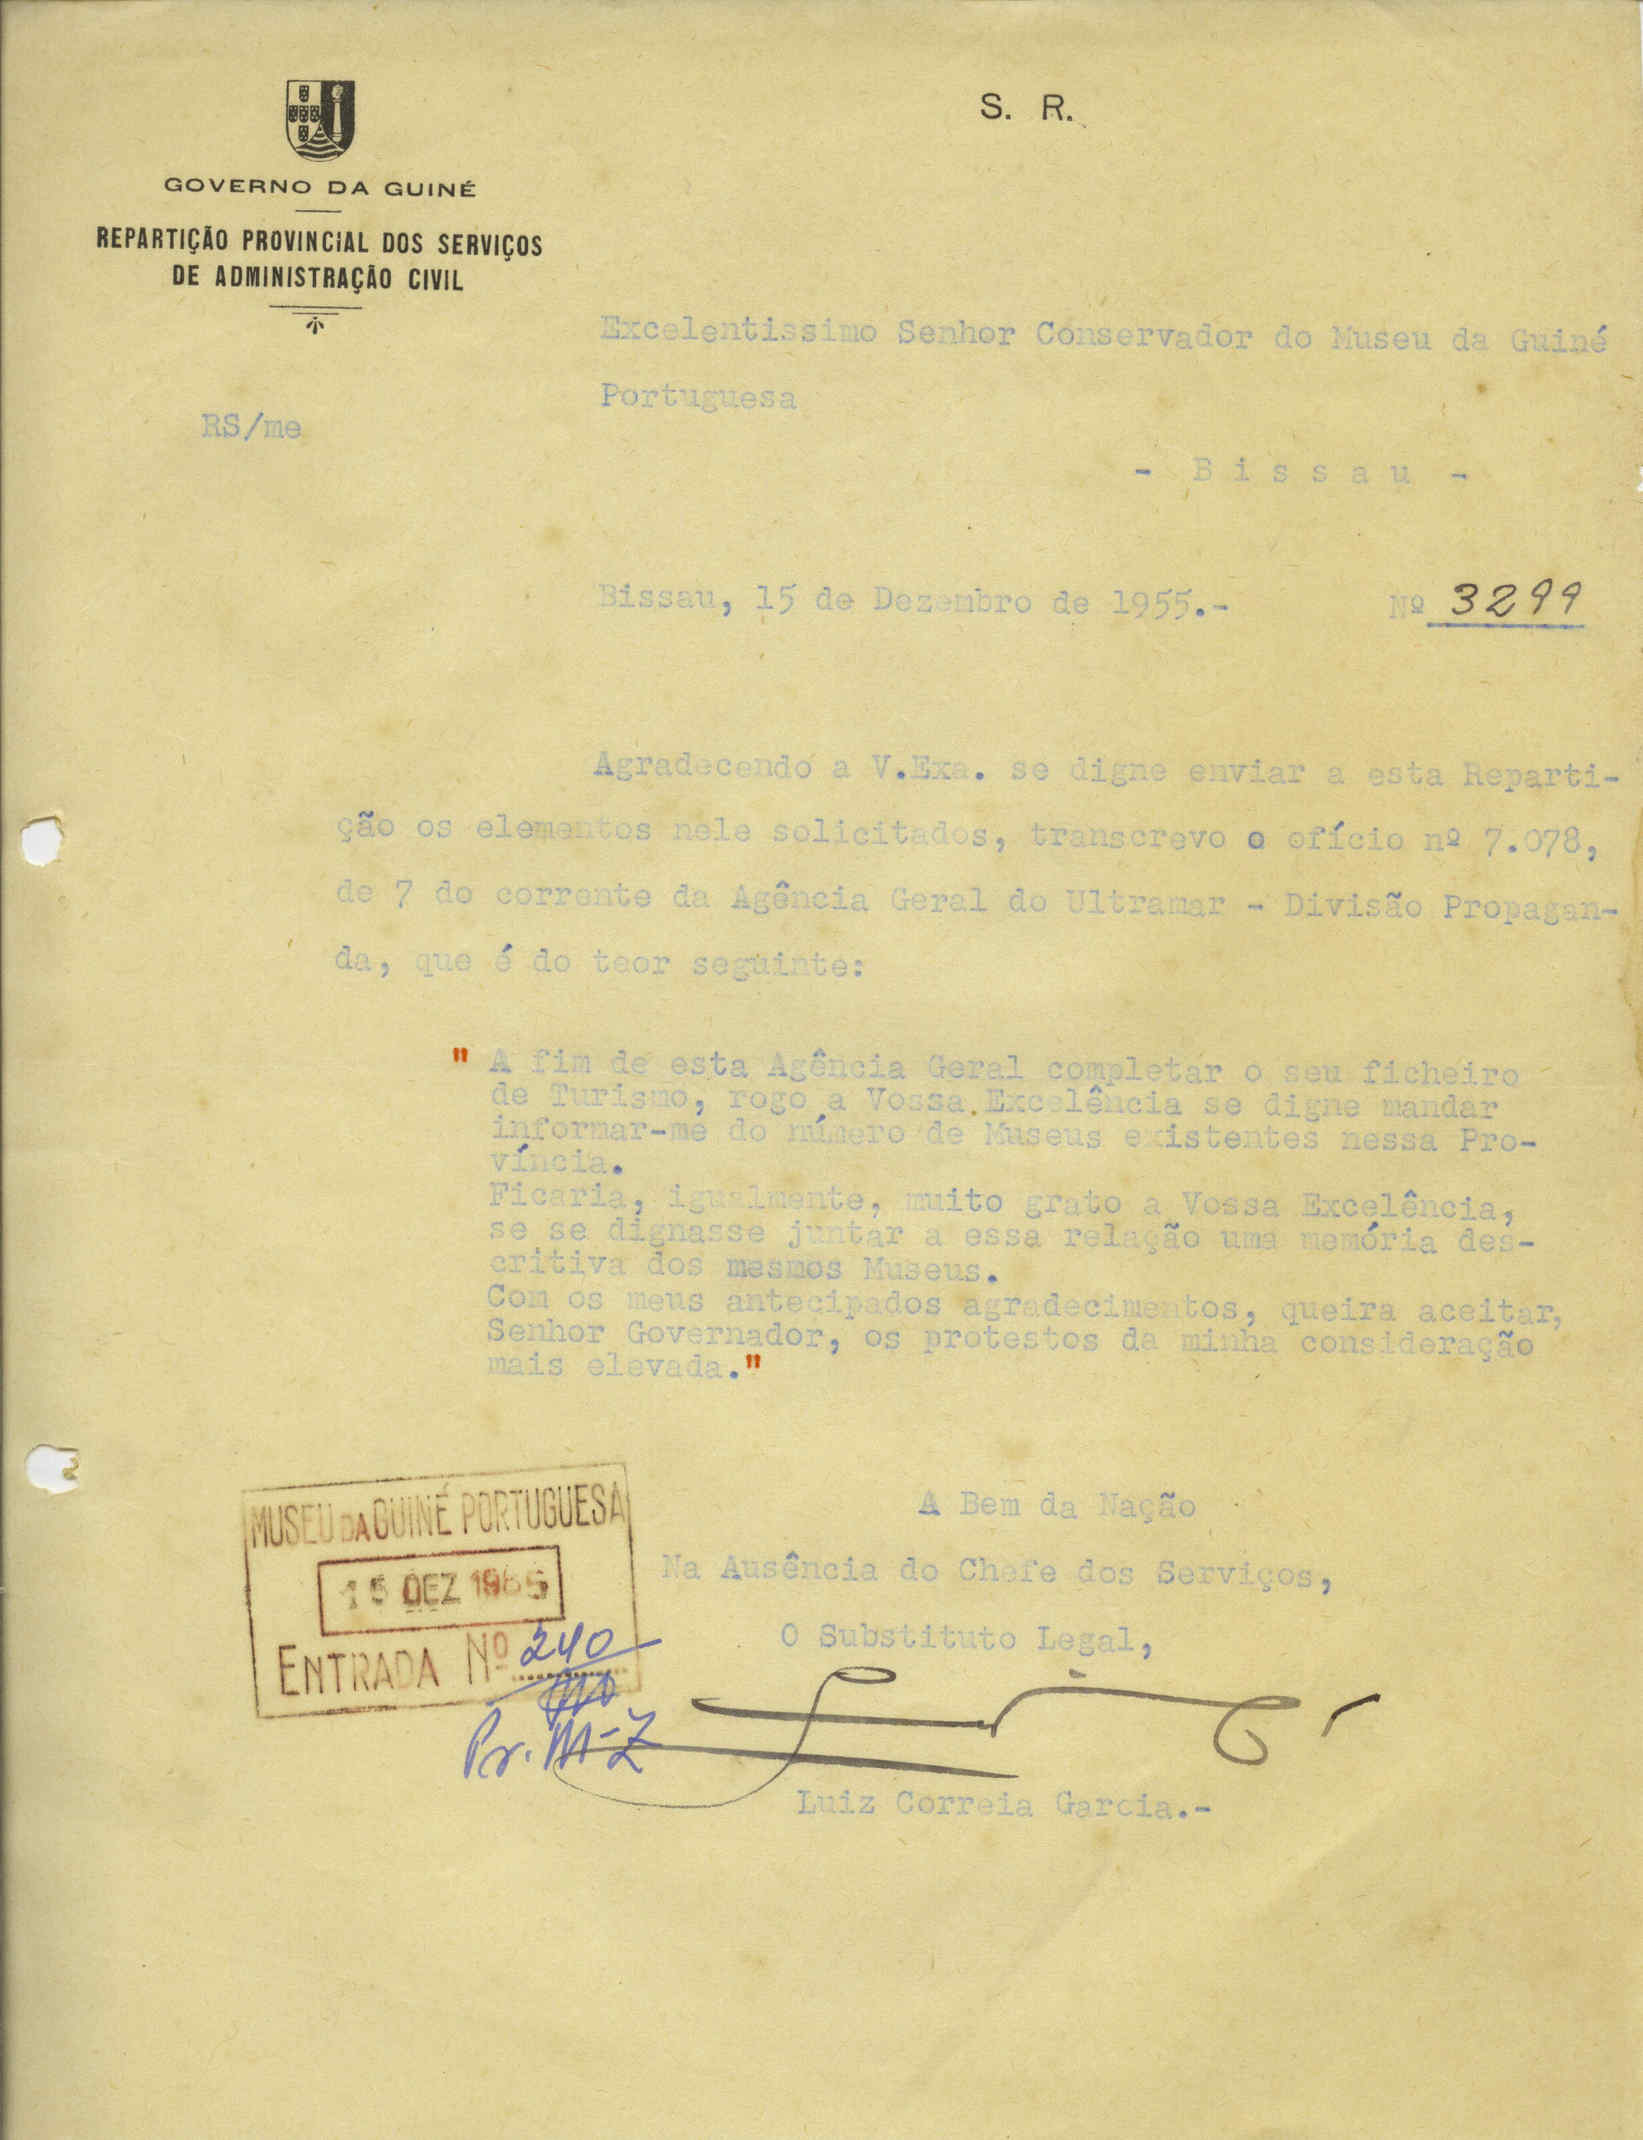 S. R.
GOVERNO DA GUINÉ
REPARTIÇÃO PROVINCIAL DOS SERVIÇOS
DE ADMINISTRAÇÃO CIVIL
Excelentissimo Senhor Conservador do Museu da Guiné
Portuguesa
RS/me
- Bissau -
Bissau, 15 de Dezembro de 1955.- Nº 3299
Agradecendo a V.Exa. se digne enviar a esta Reparti-
ção os elementos nele solicitados, transcrevo o ofício nº 7.078,
de 7 do corrente da Agência Geral do Ultramar - Divisão Propagan-
da, que é do teor seguinte:
" A fim de esta Agência Geral completar o seu ficheiro
de Turismo, rogo a Vossa Excelência se digne mandar
informar-me do número de Museus existentes nessa Pro-
víncia.
Ficaria, igualmente, muito grato a Vossa Excelência,
se se dignasse juntar a essa relação uma memória des-
critiva dos mesmos Museus.
Com os meus antecipados agradecimentos, queira aceitar,
Senhor Governador, os protestos da minha consideração
mais elevada."
A Bem da Nação
Na Ausência do Chefe dos Serviços,
O Substituto Legal,
Luiz Correia Garcia.-
MUSEU DA GUINÉ PORTUGUESA
15 DEZ 1955
ENTRADA Nº 240
Pr. M-Z